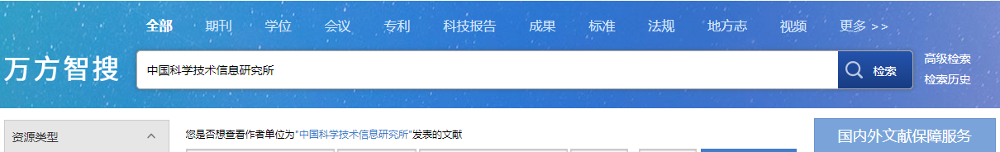 全部 期刊 学位 会议 专利 科技报告 成果 标准 法规 地方志 视频 更多 >>
万方智搜 中国科学技术信息研究所 检索 高级检索
检索历史
资源类型 您是否想查看作者单位为"中国科学技术信息研究所"发表的文献 国内外文献保障服务